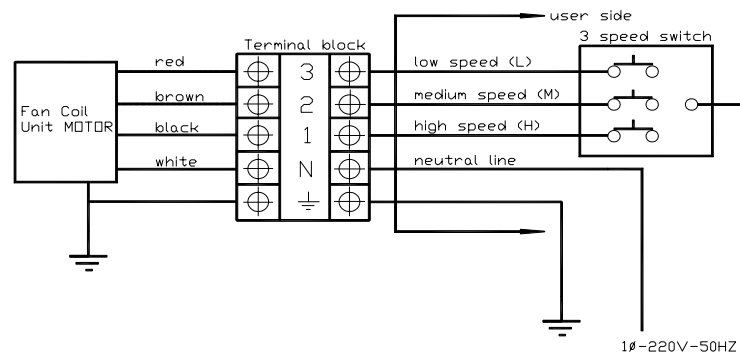 user side
3 speed switch
Terminal block
red
3
low speed (L)
brown
2
medium speed (M)
Fan Coil
Unit MOTOR
black
1
high speed (H)
white
N
neutral line
1ø-220V-50HZ